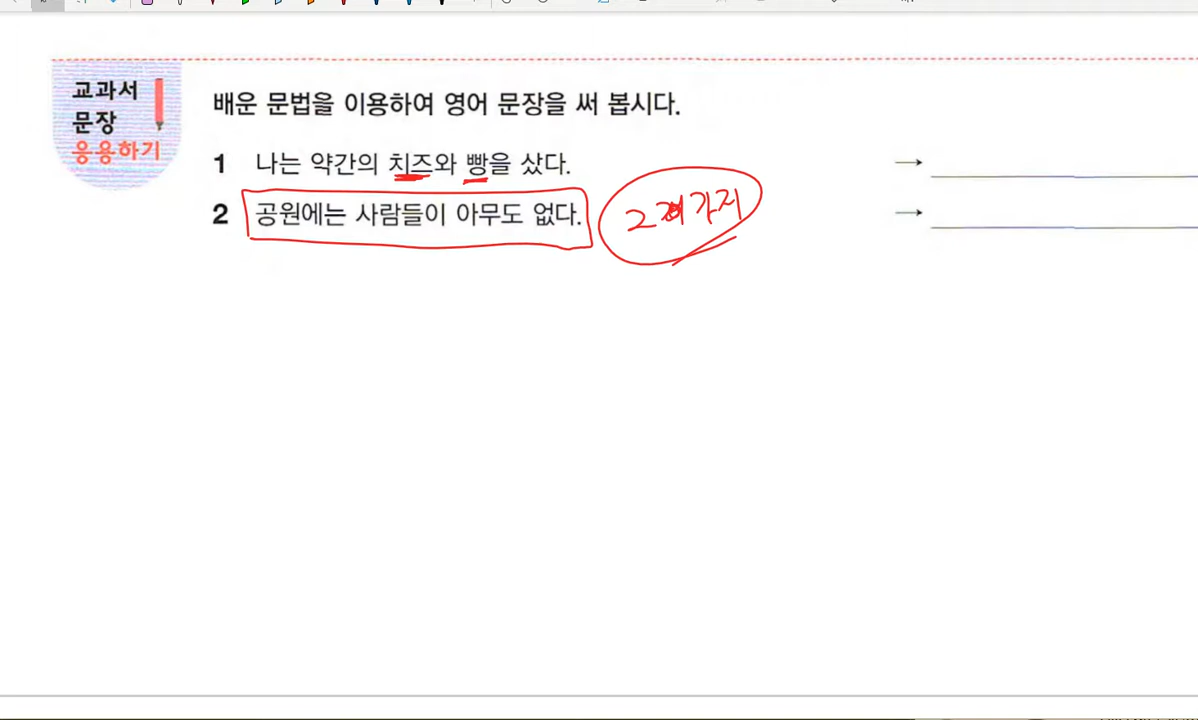 교과서
문장
응용하기
배운 문법을 이용하여 영어 문장을 써 봅시다.
1 나는 약간의 치즈와 빵을 샀다. →
2 공원에는 사람들이 아무도 없다. 2 가지 →